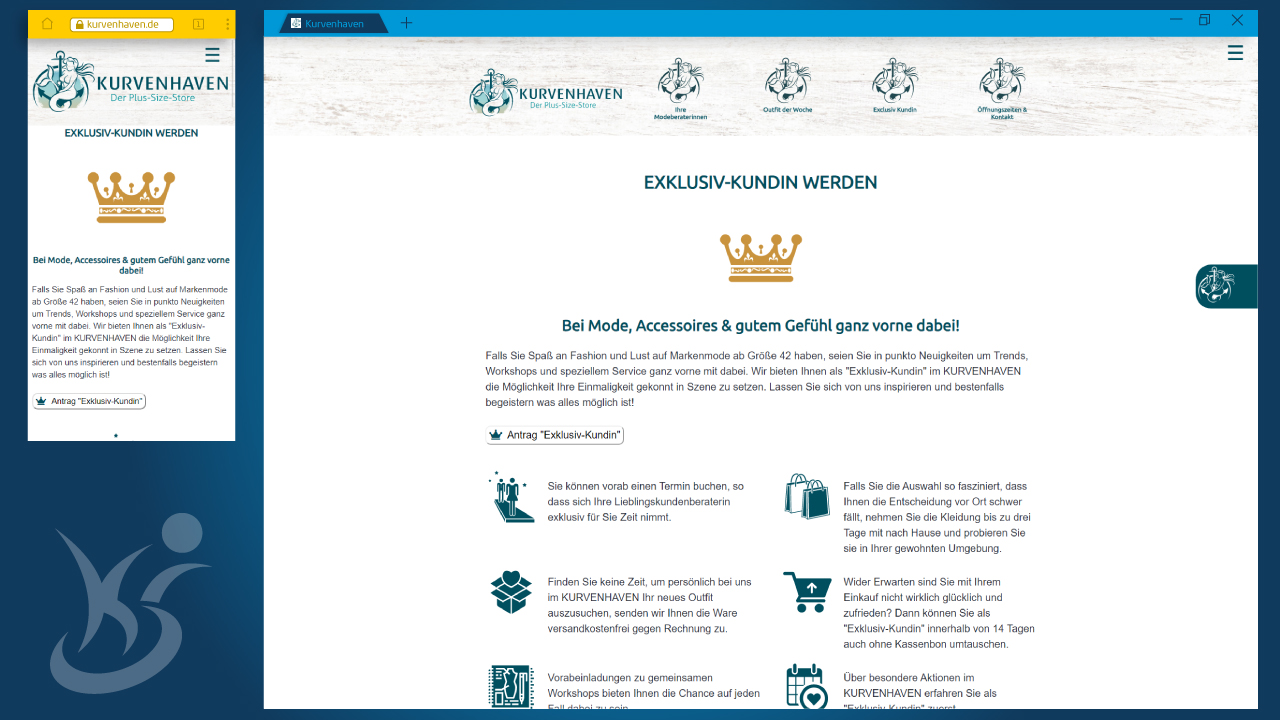 kurvenhaven.de
1
KURVENHAVEN
Der Plus-Size-Store
EXKLUSIV-KUNDIN WERDEN
Bei Mode, Accessoires & gutem Gefühl ganz vorne
dabei!
Falls Sie Spaß an Fashion und Lust auf Markenmode
ab Größe 42 haben, seien Sie in punkto Neuigkeiten
um Trends, Workshops und speziellem Service ganz
vorne mit dabei. Wir bieten Ihnen als "Exklusiv-
Kundin" im KURVENHAVEN die Möglichkeit Ihre
Einmaligkeit gekonnt in Szene zu setzen. Lassen Sie
sich von uns inspirieren und bestenfalls begeistern
was alles möglich ist!
Antrag "Exklusiv-Kundin"
Kurvenhaven
KURVENHAVEN
Der Plus-Size-Store
Ihre
Modeberaterinnen
Outfit der Woche
Exclusiv Kundin
Öffnungszeiten &
Kontakt
EXKLUSIV-KUNDIN WERDEN
Bei Mode, Accessoires & gutem Gefühl ganz vorne dabei!
Falls Sie Spaß an Fashion und Lust auf Markenmode ab Größe 42 haben, seien Sie in punkto Neuigkeiten um Trends,
Workshops und speziellem Service ganz vorne mit dabei. Wir bieten Ihnen als "Exklusiv-Kundin" im KURVENHAVEN
die Möglichkeit Ihre Einmaligkeit gekonnt in Szene zu setzen. Lassen Sie sich von uns inspirieren und bestenfalls
begeistern was alles möglich ist!
Antrag "Exklusiv-Kundin"
Sie können vorab einen Termin buchen, so
dass sich Ihre Lieblingskundenberaterin
exklusiv für Sie Zeit nimmt.
Falls Sie die Auswahl so fasziniert, dass
Ihnen die Entscheidung vor Ort schwer
fällt, nehmen Sie die Kleidung bis zu drei
Tage mit nach Hause und probieren Sie
sie in Ihrer gewohnten Umgebung.
Finden Sie keine Zeit, um persönlich bei uns
im KURVENHAVEN Ihr neues Outfit
auszusuchen, senden wir Ihnen die Ware
versandkostenfrei gegen Rechnung zu.
Wider Erwarten sind Sie mit Ihrem
Einkauf nicht wirklich glücklich und
zufrieden? Dann können Sie als
"Exklusiv-Kundin" innerhalb von 14 Tagen
auch ohne Kassenbon umtauschen.
Vorabeinladungen zu gemeinsamen
Workshops bieten Ihnen die Chance auf jeden
Fall dabei zu sein.
Über besondere Aktionen im
KURVENHAVEN erfahren Sie als
"Exklusiv-Kundin" zuerst.